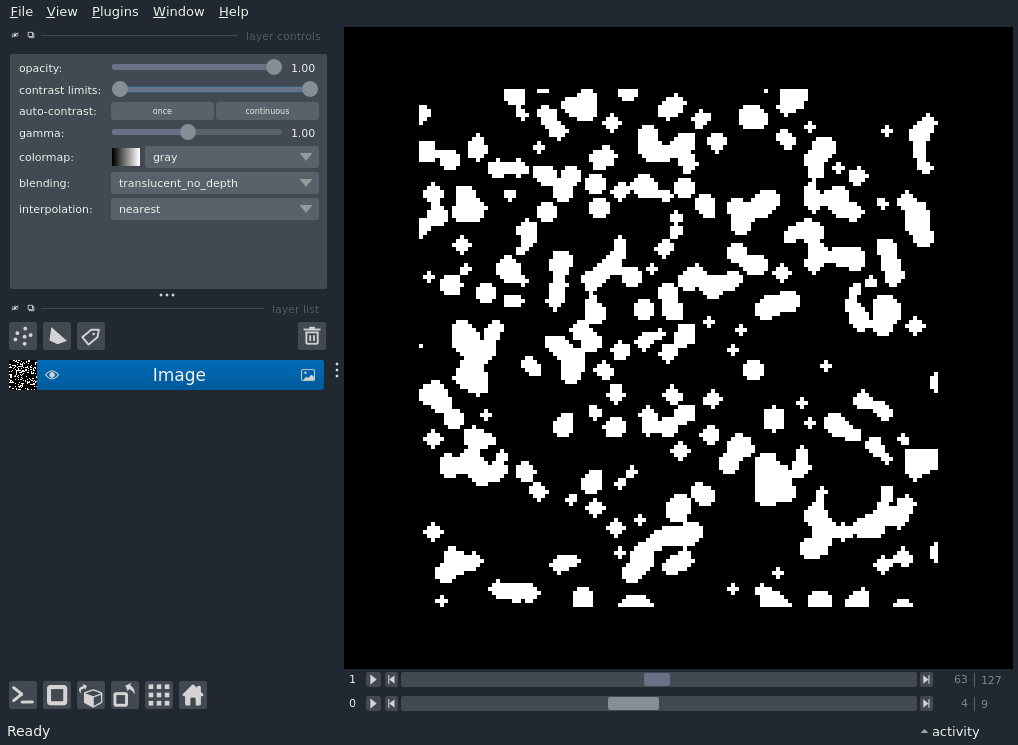 File View Plugins Window Help
layer controls
opacity: 1.00
contrast limits:
auto-contrast: once continuous
gamma: 1.00
colormap: gray
blending: translucent_no_depth
interpolation: nearest
layer list
Image
1 63 127
0 4 9
Ready activity